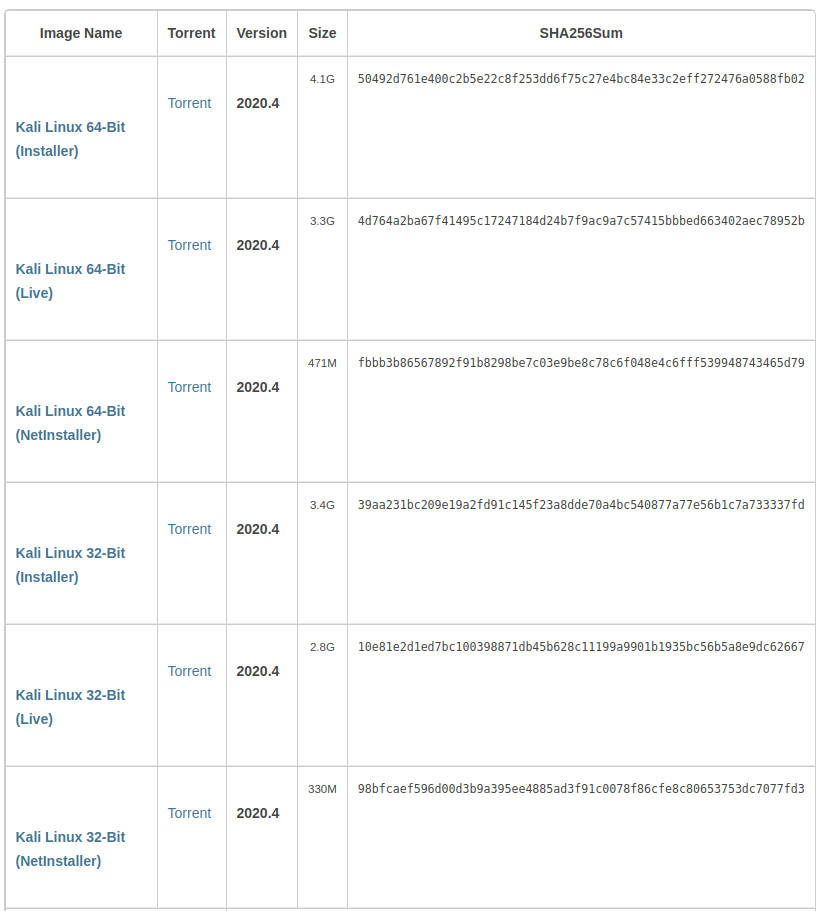 Image Name Torrent Version Size SHA256Sum
Kali Linux 64-Bit
(Installer)
Torrent
2020.4
4.1G
50492d761e400c2b5e22c8f253dd6f75c27e4bc84e33c2eff272476a0588fb02
Kali Linux 64-Bit
(Live)
Torrent
2020.4
3.3G
4d764a2ba67f41495c17247184d24b7f9ac9a7c57415bbbed663402aec78952b
Kali Linux 64-Bit
(NetInstaller)
Torrent
2020.4
471M
fbbb3b86567892f91b8298be7c03e9be8c78c6f048e4c6fff539948743465d79
Kali Linux 32-Bit
(Installer)
Torrent
2020.4
3.4G
39aa231bc209e19a2fd91c145f23a8dde70a4bc540877a77e56b1c7a733337fd
Kali Linux 32-Bit
(Live)
Torrent
2020.4
2.8G
10e81e2d1ed7bc100398871db45b628c11199a9901b1935bc56b5a8e9dc62667
Kali Linux 32-Bit
(NetInstaller)
Torrent
2020.4
330M
98bfcaef596d00d3b9a395ee4885ad3f91c0078f86cfe8c80653753dc7077fd3